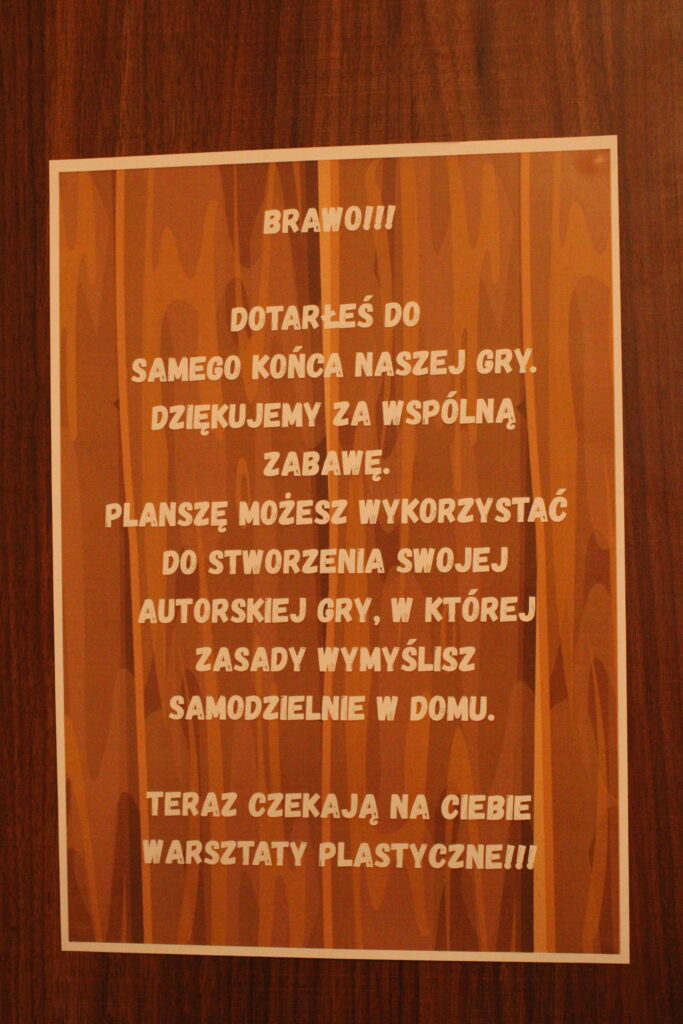 BRAWO!!!
DOTARŁEŚ DO
SAMEGO KOŃCA NASZEJ GRY.
DZIĘKUJEMY ZA WSPÓLNĄ
ZABAWĘ.
PLANSZĘ MOŻESZ WYKORZYSTAĆ
DO STWORZENIA SWOJEJ
AUTORSKIEJ GRY, W KTÓREJ
ZASADY WYMYŚLISZ
SAMODZIELNIE W DOMU.
TERAZ CZEKAJĄ NA CIEBIE
WARSZTATY PLASTYCZNE!!!